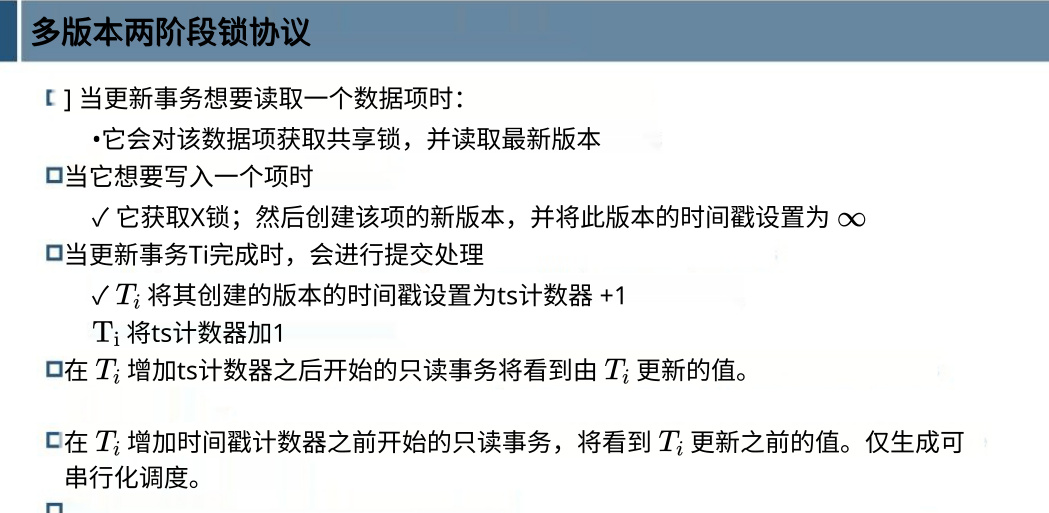 多版本两阶段锁协议
] 当更新事务想要读取一个数据项时：
•它会对该数据项获取共享锁，并读取最新版本
当它想要写入一个项时
✓ 它获取X锁；然后创建该项的新版本，并将此版本的时间戳设置为 ∞
当更新事务Ti完成时，会进行提交处理
✓ Ti 将其创建的版本的时间戳设置为ts计数器 +1
Ti 将ts计数器加1
在 Ti 增加ts计数器之后开始的只读事务将看到由 Ti 更新的值。
在 Ti 增加时间戳计数器之前开始的只读事务，将看到 Ti 更新之前的值。仅生成可
串行化调度。